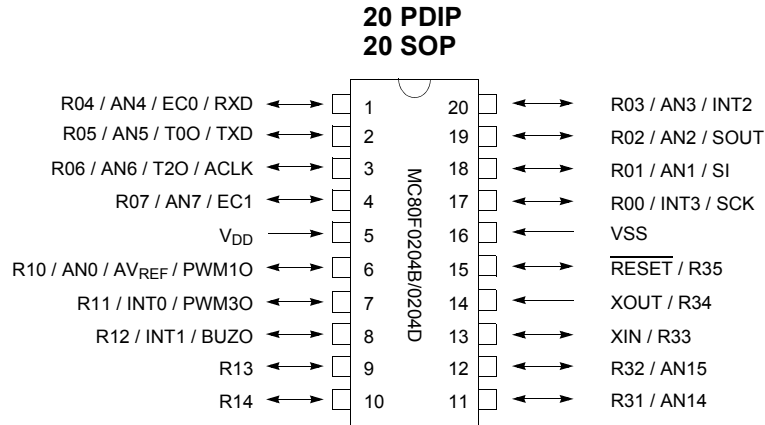 20 PDIP
20 SOP
R04 / AN4 / EC0 / RXD 1 20 R03 / AN3 / INT2
R05 / AN5 / T0O / TXD 2 19 R02 / AN2 / SOUT
R06 / AN6 / T2O / ACLK 3 18 R01 / AN1 / SI
R07 / AN7 / EC1 4 17 R00 / INT3 / SCK
VDD 5 16 VSS
R10 / AN0 / AVREF / PWM1O 6 15 RESET / R35
R11 / INT0 / PWM3O 7 14 XOUT / R34
R12 / INT1 / BUZO 8 13 XIN / R33
R13 9 12 R32 / AN15
R14 10 11 R31 / AN14
MC80F0204B/0204D